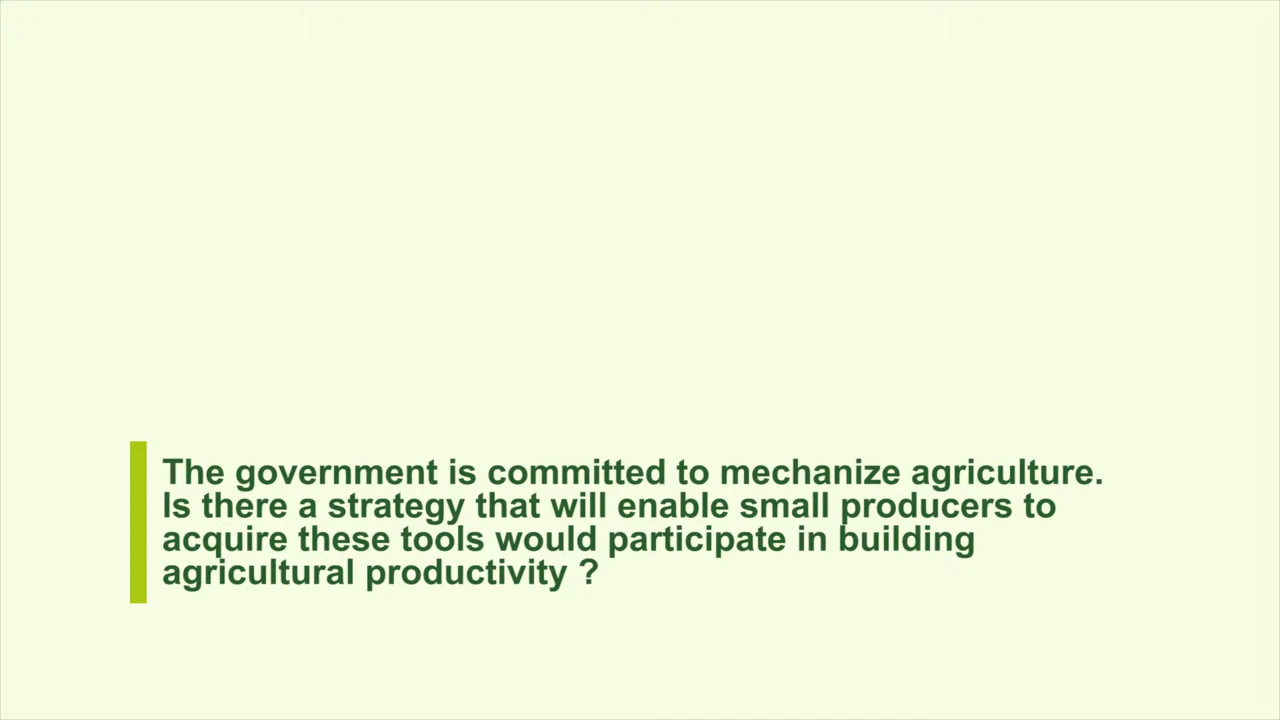 The government is committed to mechanize agriculture.
Is there a strategy that will enable small producers to
acquire these tools would participate in building
agricultural productivity ?